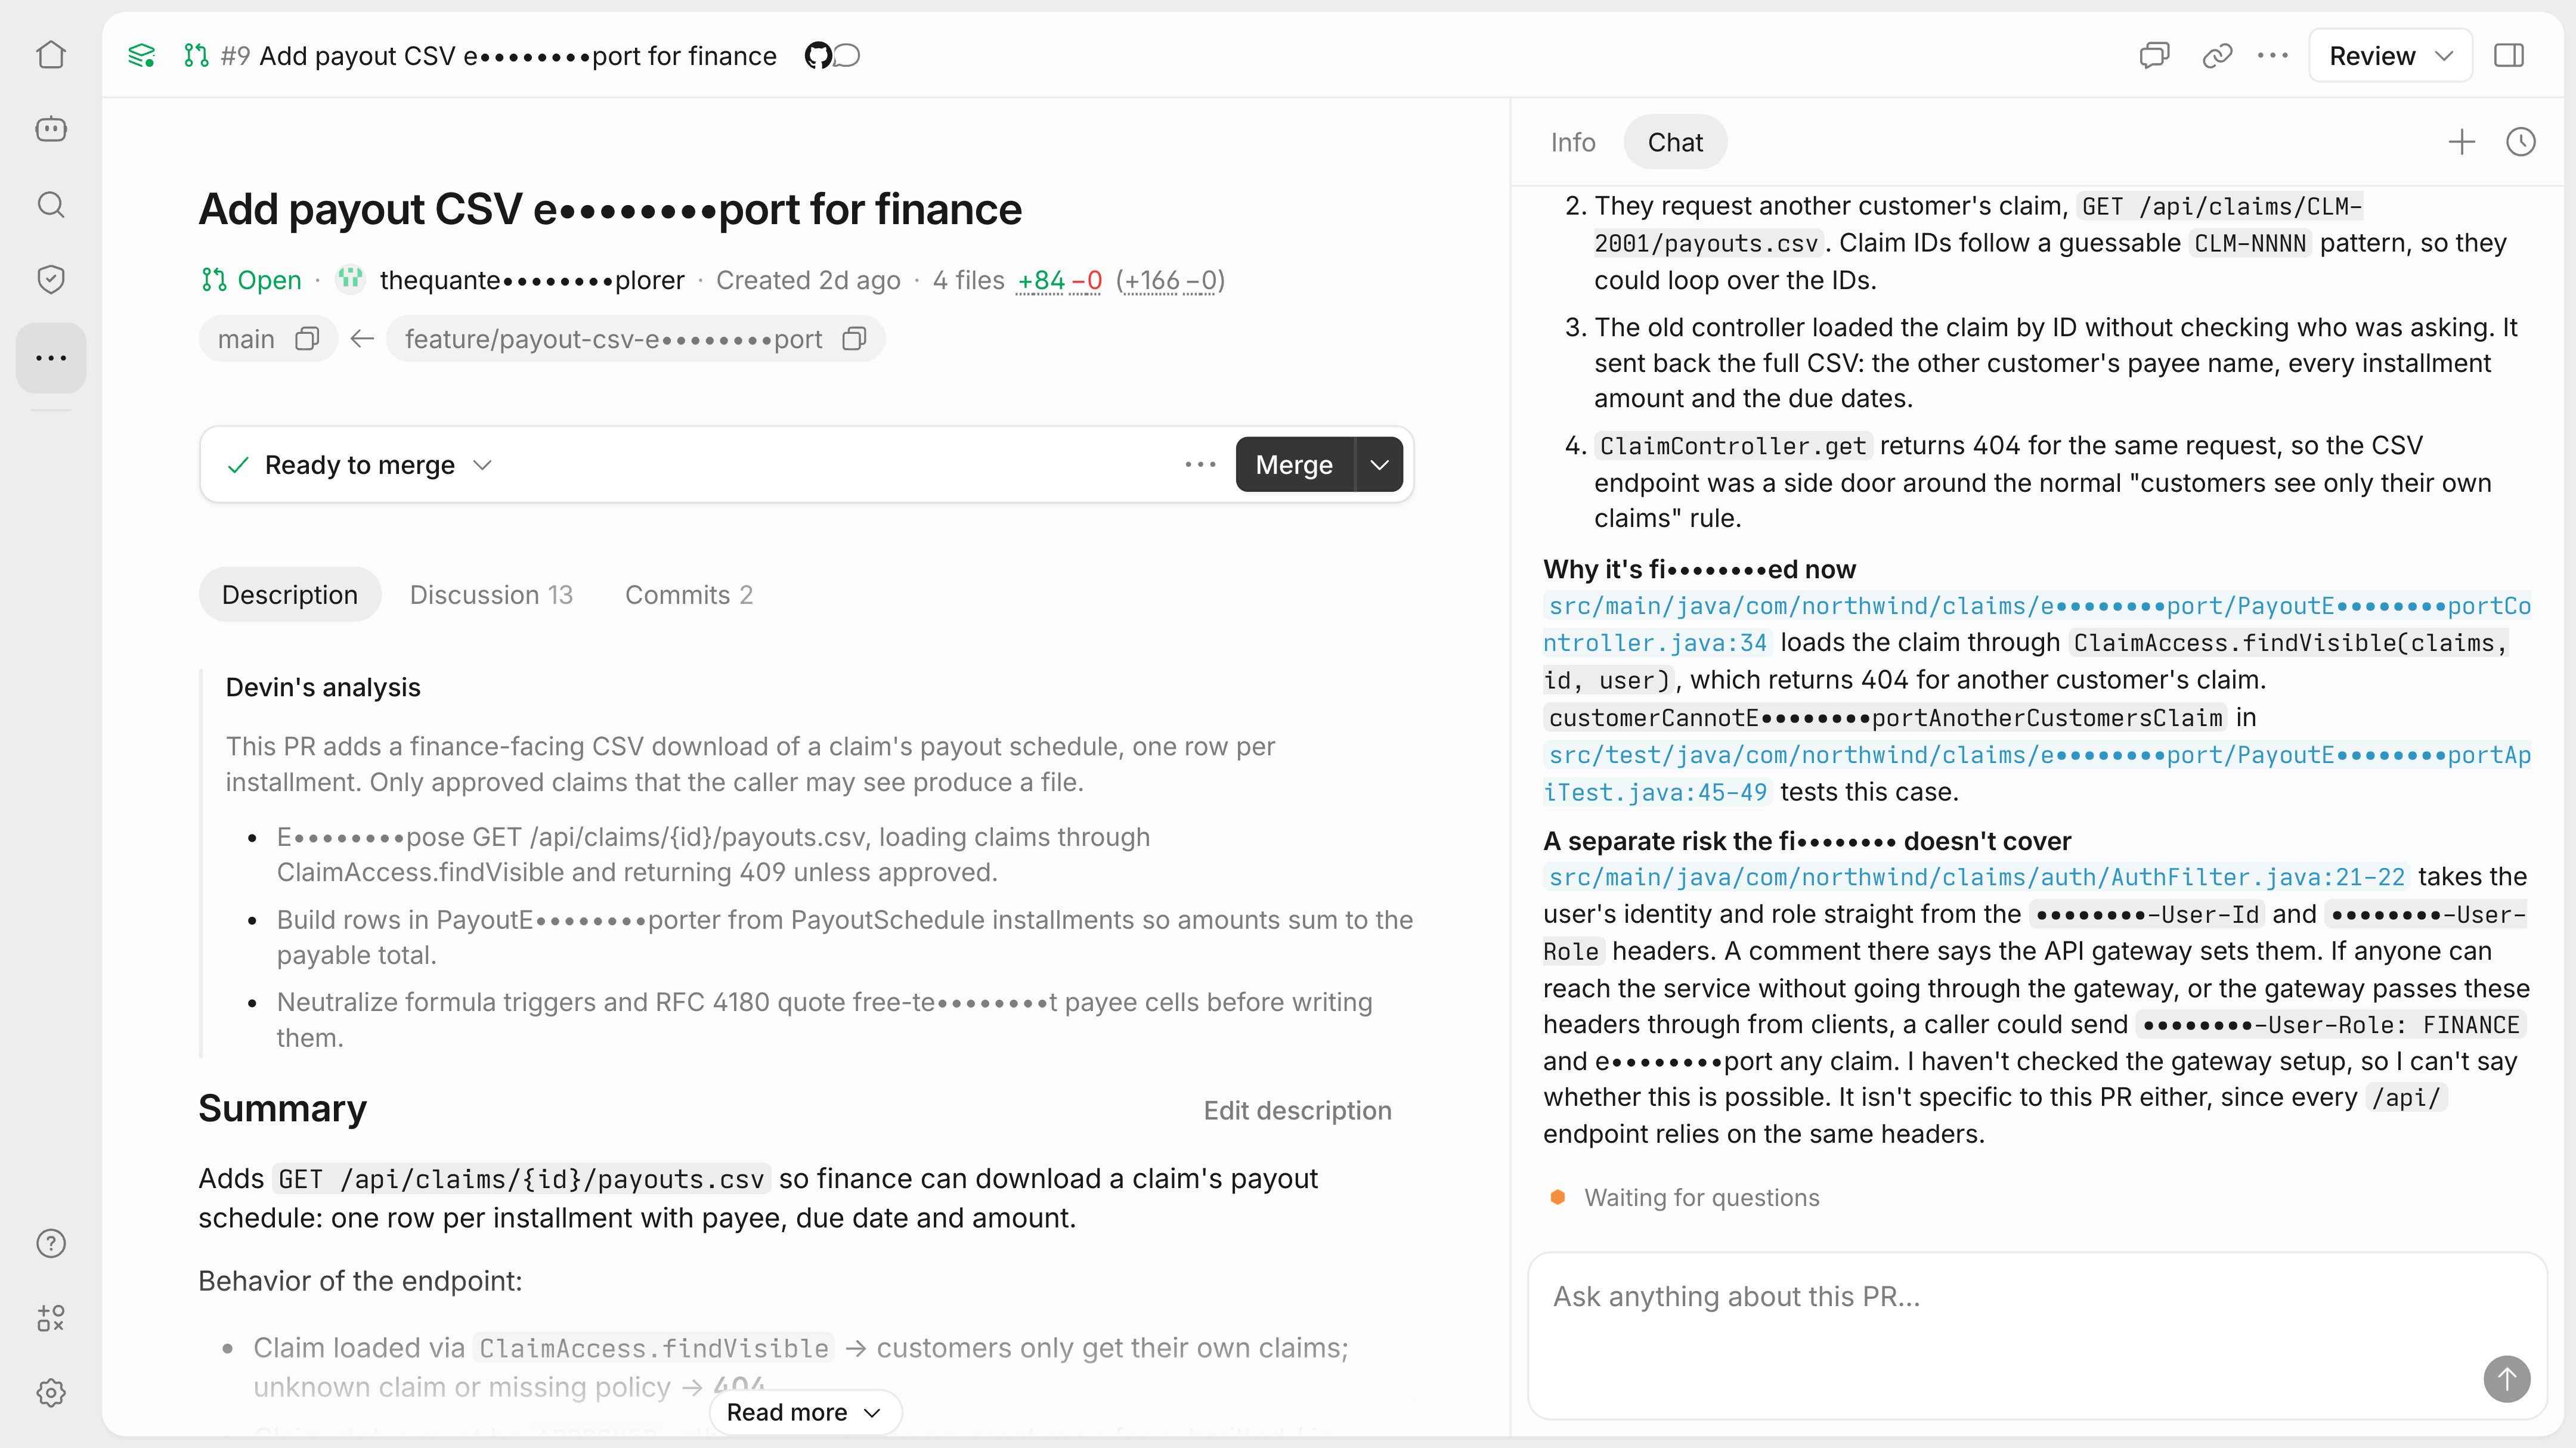 #9 Add payout CSV e••••••••port for finance
Review
Add payout CSV e••••••••port for finance
Open · thequante••••••••plorer · Created 2d ago · 4 files +84 −0 (+166 −0)
main ← feature/payout-csv-e••••••••port
Ready to merge
Merge
Description
Discussion 13
Commits 2
Devin's analysis
This PR adds a finance-facing CSV download of a claim's payout schedule, one row per
installment. Only approved claims that the caller may see produce a file.
• E••••••••pose GET /api/claims/{id}/payouts.csv, loading claims through
ClaimAccess.findVisible and returning 409 unless approved.
• Build rows in PayoutE••••••••porter from PayoutSchedule installments so amounts sum to the
payable total.
• Neutralize formula triggers and RFC 4180 quote free-te••••••••t payee cells before writing
them.
Summary
Edit description
Adds GET /api/claims/{id}/payouts.csv so finance can download a claim's payout
schedule: one row per installment with payee, due date and amount.
Behavior of the endpoint:
• Claim loaded via ClaimAccess.findVisible → customers only get their own claims;
unknown claim or missing policy → 404
Read more
Info
Chat
2. They request another customer's claim, GET /api/claims/CLM-
2001/payouts.csv. Claim IDs follow a guessable CLM-NNNN pattern, so they
could loop over the IDs.
3. The old controller loaded the claim by ID without checking who was asking. It
sent back the full CSV: the other customer's payee name, every installment
amount and the due dates.
4. ClaimController.get returns 404 for the same request, so the CSV
endpoint was a side door around the normal "customers see only their own
claims" rule.
Why it's fi••••••••ed now
src/main/java/com/northwind/claims/e••••••••port/PayoutE••••••••portCo
ntroller.java:34 loads the claim through ClaimAccess.findVisible(claims,
id, user), which returns 404 for another customer's claim.
customerCannotE••••••••portAnotherCustomersClaim in
src/test/java/com/northwind/claims/e••••••••port/PayoutE••••••••portAp
iTest.java:45-49 tests this case.
A separate risk the fi•••••••• doesn't cover
src/main/java/com/northwind/claims/auth/AuthFilter.java:21-22 takes the
user's identity and role straight from the ••••••••-User-Id and ••••••••-User-
Role headers. A comment there says the API gateway sets them. If anyone can
reach the service without going through the gateway, or the gateway passes these
headers through from clients, a caller could send ••••••••-User-Role: FINANCE
and e••••••••port any claim. I haven't checked the gateway setup, so I can't say
whether this is possible. It isn't specific to this PR either, since every /api/
endpoint relies on the same headers.
Waiting for questions
Ask anything about this PR...